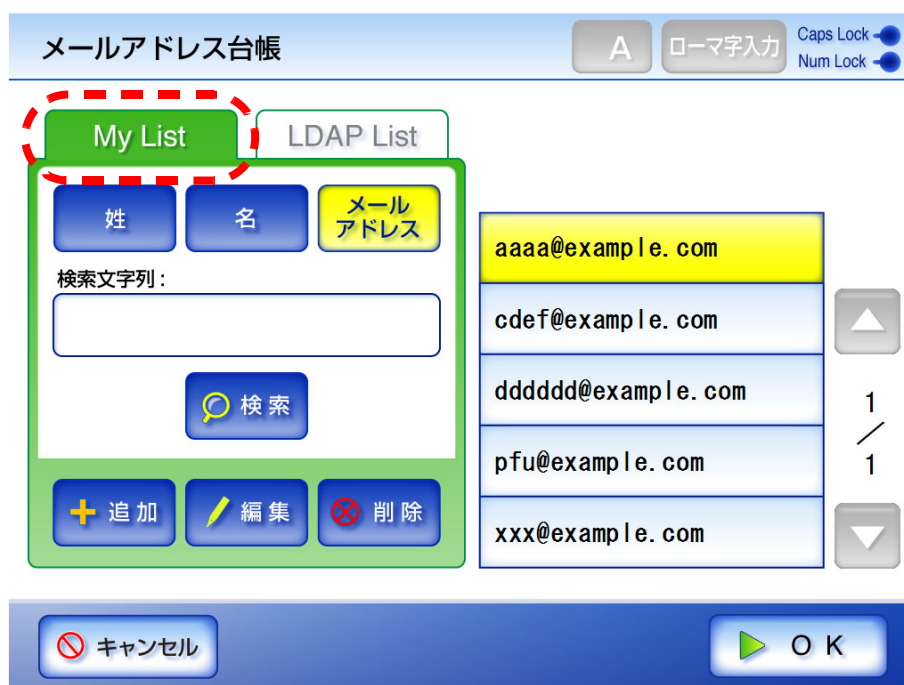 メールアドレス台帳
A
ローマ字入力
Caps Lock
Num Lock
My List
LDAP List
姓
名
メール
アドレス
検索文字列：
検索
追加
編集
削除
aaaa@example.com
cdef@example.com
dddddd@example.com
pfu@example.com
xxx@example.com
1
／
1
キャンセル
OK